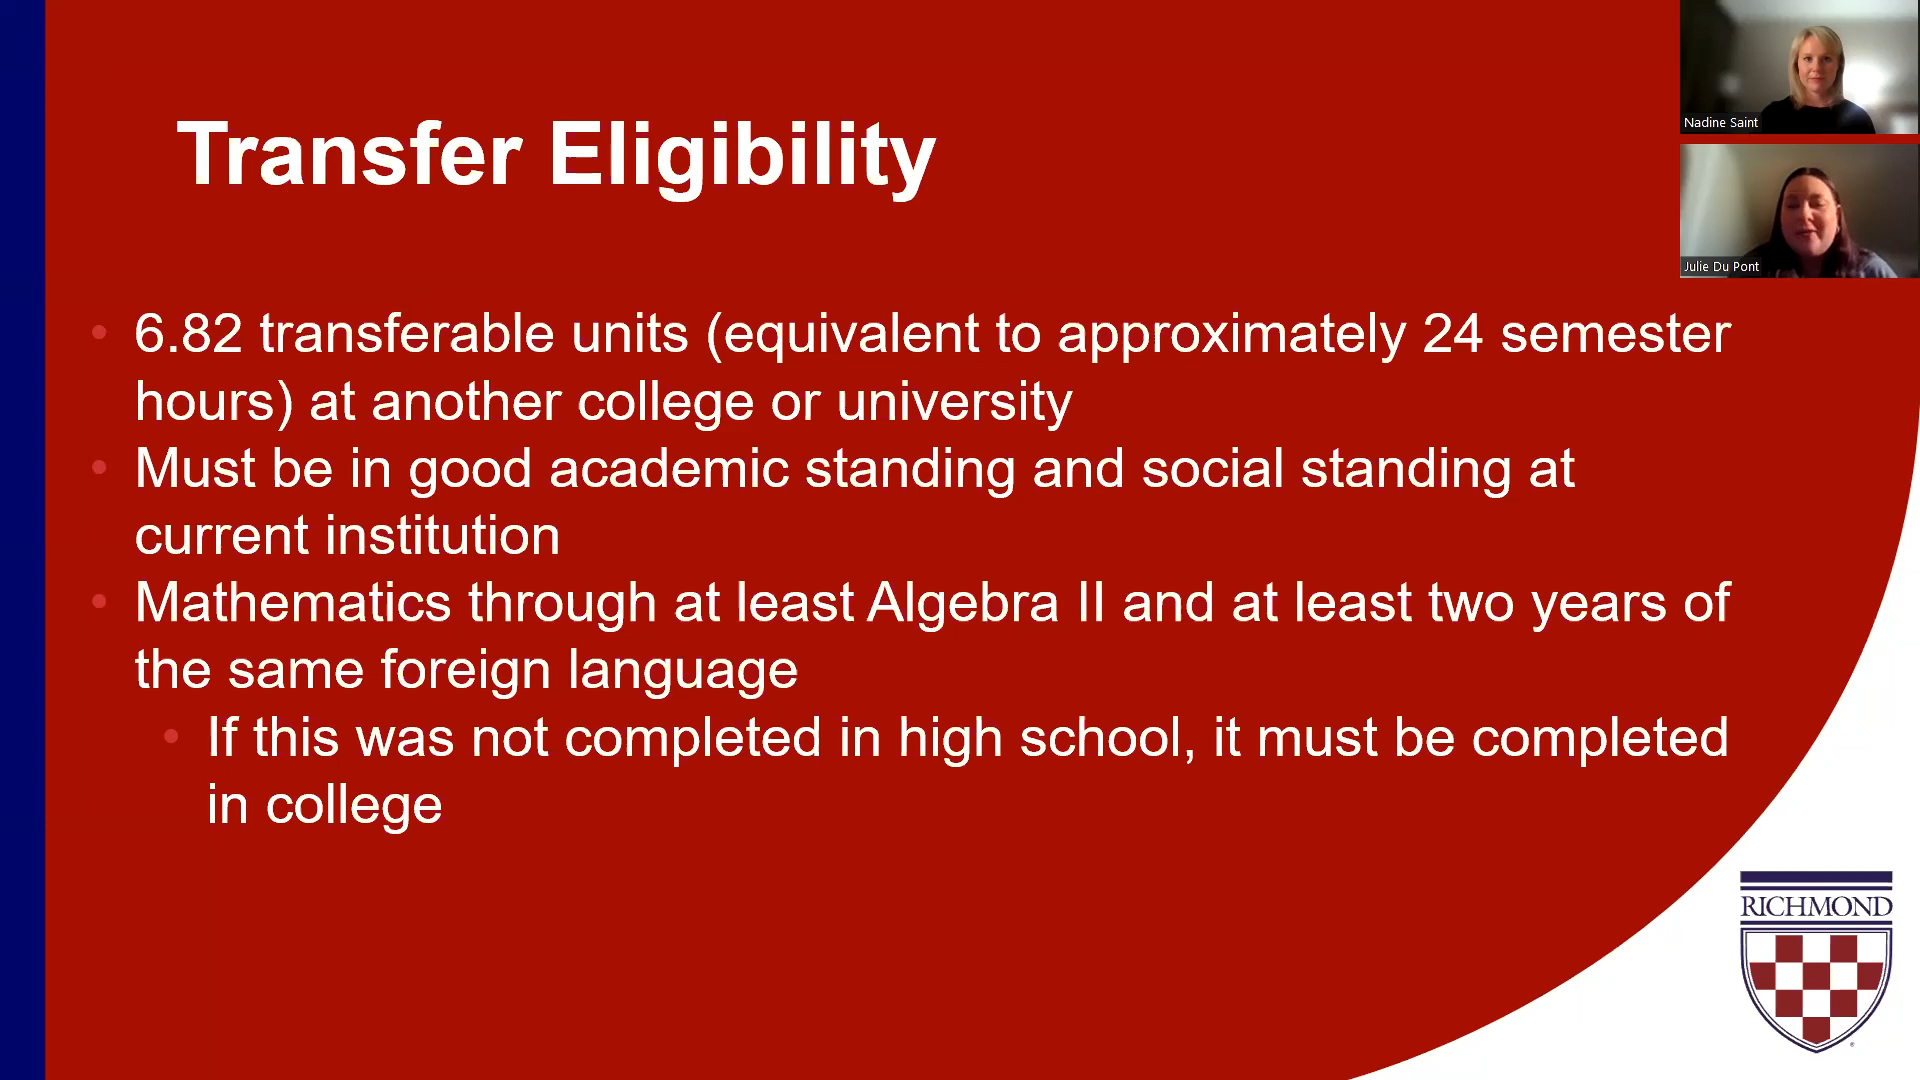 Transfer Eligibility
Nadine Saint
Julie Du Pont
• 6.82 transferable units (equivalent to approximately 24 semester
hours) at another college or university
• Must be in good academic standing and social standing at
current institution
• Mathematics through at least Algebra II and at least two years of
the same foreign language
• If this was not completed in high school, it must be completed
in college
RICHMOND